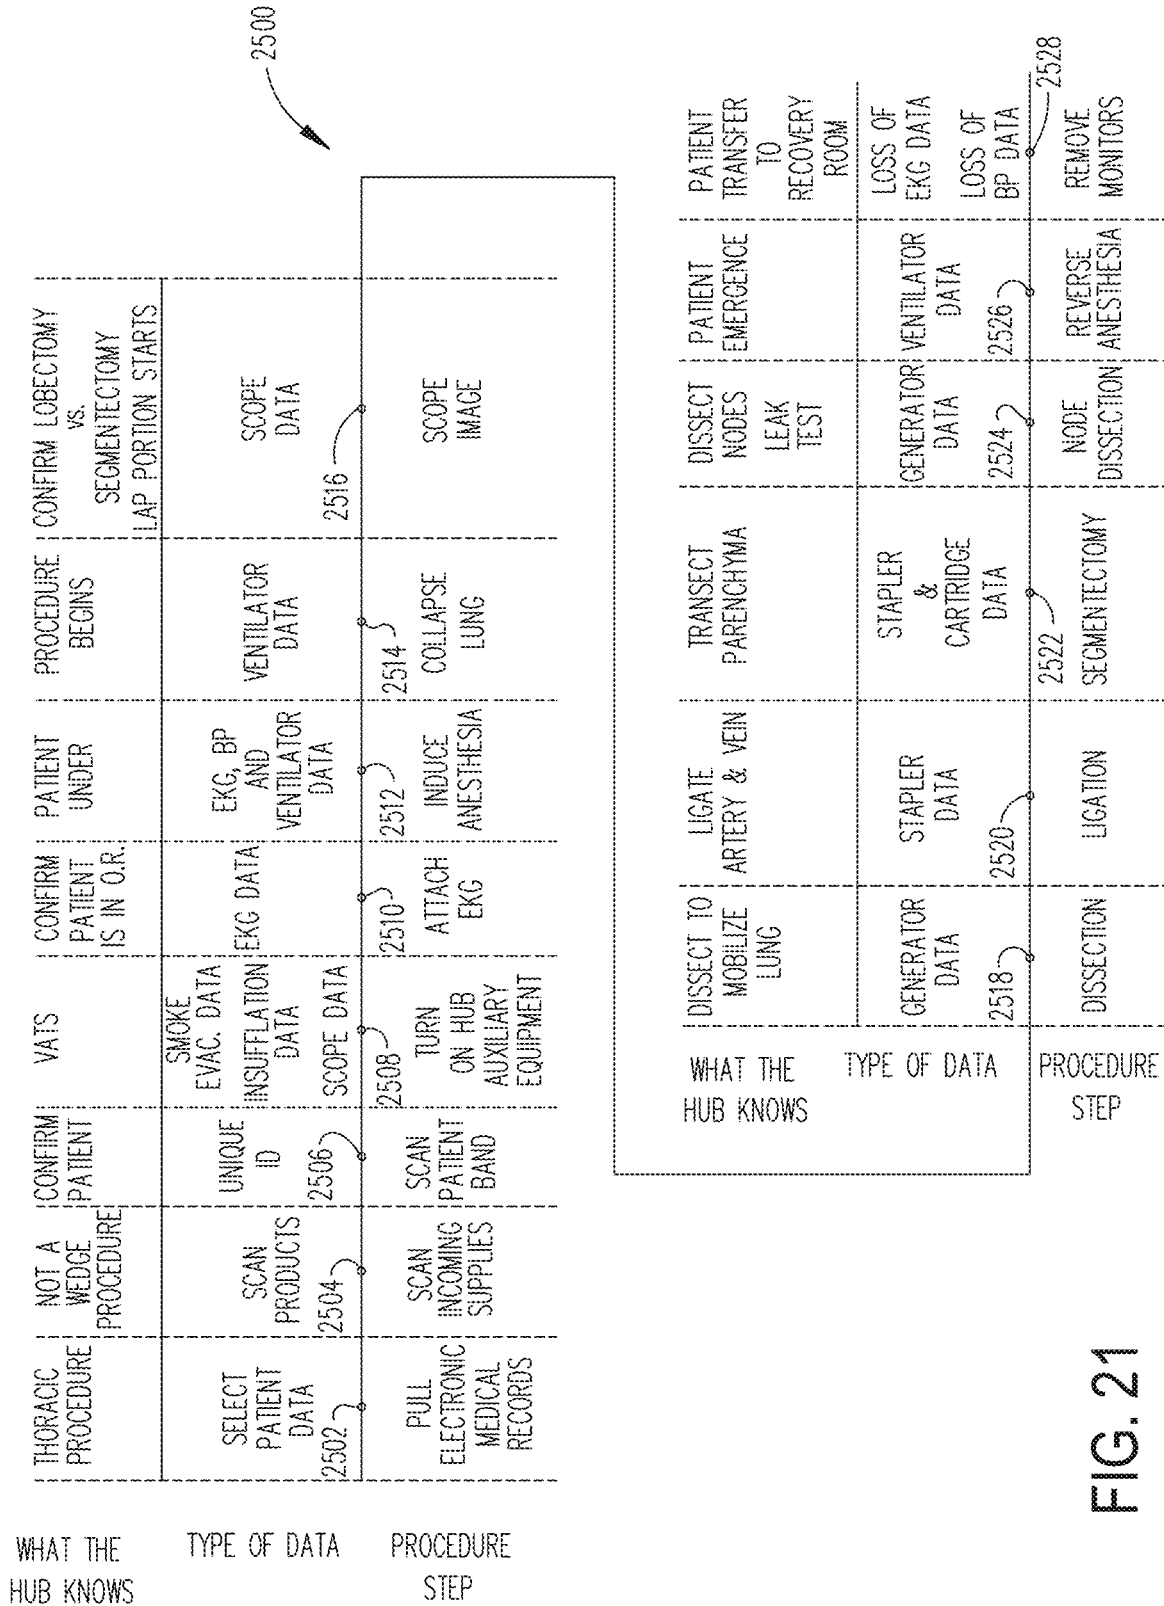 2500
WHAT THE
HUB KNOWS
THORACIC
PROCEDURE
NOT A
WEDGE
PROCEDURE
CONFIRM
PATIENT
VATS
CONFIRM
PATIENT
IS IN O.R.
PATIENT
UNDER
PROCEDURE
BEGINS
CONFIRM LOBECTOMY
vs.
SEGMENTECTOMY
LAP PORTION STARTS
TYPE OF DATA
SELECT
PATIENT
DATA
2502
SCAN
PRODUCTS
2504
UNIQUE
ID
2506
SMOKE
EVAC. DATA
INSUFFLATION
DATA
SCOPE DATA
2508
EKG DATA
2510
EKG, BP
AND
VENTILATOR
DATA
2512
VENTILATOR
DATA
2514
SCOPE
DATA
2516
PROCEDURE
STEP
PULL
ELECTRONIC
MEDICAL
RECORDS
SCAN
INCOMING
SUPPLIES
SCAN
PATIENT
BAND
TURN
ON HUB
AUXILIARY
EQUIPMENT
ATTACH
EKG
INDUCE
ANESTHESIA
COLLAPSE
LUNG
SCOPE
IMAGE
WHAT THE
HUB KNOWS
DISSECT TO
MOBILIZE
LUNG
LIGATE
ARTERY & VEIN
TRANSECT
PARENCHYMA
DISSECT
NODES
LEAK
TEST
PATIENT
EMERGENCE
PATIENT
TRANSFER
TO
RECOVERY
ROOM
TYPE OF DATA
GENERATOR
DATA
2518
STAPLER
DATA
2520
STAPLER
&
CARTRIDGE
DATA
2522
GENERATOR
DATA
2524
VENTILATOR
DATA
2526
LOSS OF
EKG DATA
LOSS OF
BP DATA
2528
PROCEDURE
STEP
DISSECTION
LIGATION
SEGMENTECTOMY
NODE
DISSECTION
REVERSE
ANESTHESIA
REMOVE
MONITORS
FIG. 21